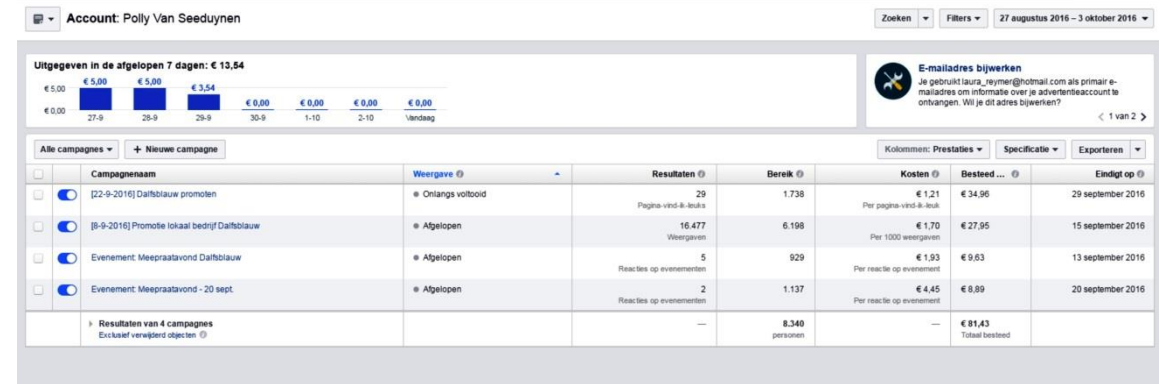 Account: Polly Van Seeduynen
Zoeken
Filters
27 augustus 2016 – 3 oktober 2016
Uitgegeven in de afgelopen 7 dagen: € 13,54
€ 5,00
€ 0,00
€ 5,00 € 5,00 € 3,54 € 0,00 € 0,00 € 0,00 € 0,00
27-9 28-9 29-9 30-9 1-10 2-10 Vandaag
E-mailadres bijwerken
Je gebruikt laura_reymer@hotmail.com als primair e-
mailadres om informatie over je advertentieaccount te
ontvangen. Wil je dit adres bijwerken?
< 1 van 2 >
Alle campagnes + Nieuwe campagne Kolommen: Prestaties Specificatie Exporteren
Campagnenaam Weergave Resultaten Bereik Kosten Besteed ... Eindigt op
[22-9-2016] Dalfsblauw promoten Onlangs voltooid 29 1.738 € 1,21 € 34,96 29 september 2016
Pagina-vind-ik-leuks Per pagina-vind-ik-leuk
[8-9-2016] Promotie lokaal bedrijf Dalfsblauw Afgelopen 16.477 6.198 € 1,70 € 27,95 15 september 2016
Weergaven Per 1000 weergaven
Evenement: Meepraatavond Dalfsblauw Afgelopen 5 929 € 1,93 € 9,63 13 september 2016
Reacties op evenementen Per reactie op evenement
Evenement: Meepraatavond - 20 sept. Afgelopen 2 1.137 € 4,45 € 8,89 20 september 2016
Reacties op evenementen Per reactie op evenement
Resultaten van 4 campagnes — 8.340 — € 81,43
Exclusief verwijderd objecten personen Totaal besteed